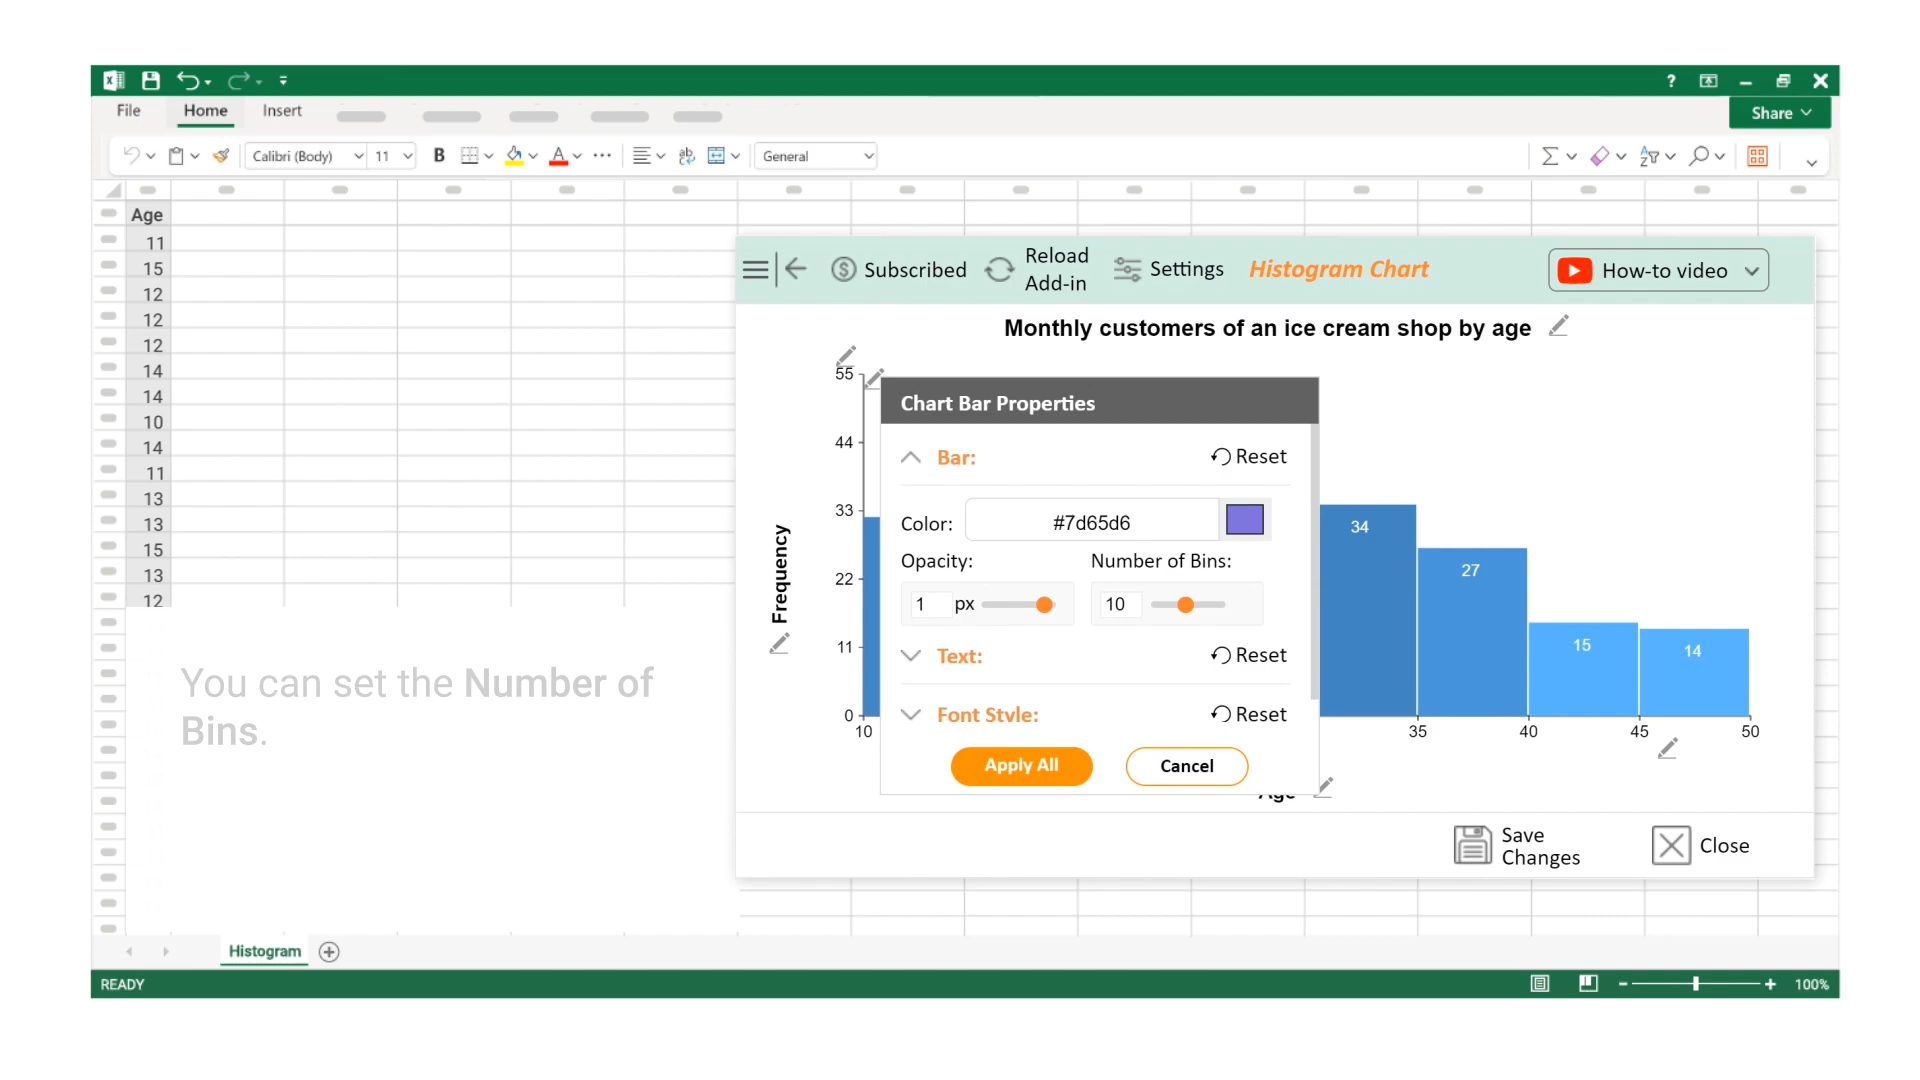 File Home Insert
Share
Calibri (Body) 11 B A General
Age
11
15
12
12
12
14
14
10
14
11
13
13
15
13
12
You can set the Number of
Bins.
Subscribed
Reload
Add-in
Settings
Histogram Chart
How-to video
Monthly customers of an ice cream shop by age
Frequency
55
44
33
22
11
0
10
34
27
15
14
35
40
45
50
Age
Chart Bar Properties
Bar: Reset
Color: #7d65d6
Opacity: Number of Bins:
1 px 10
Text: Reset
Font Style: Reset
Apply All Cancel
Save
Changes
Close
Histogram
READY
100%